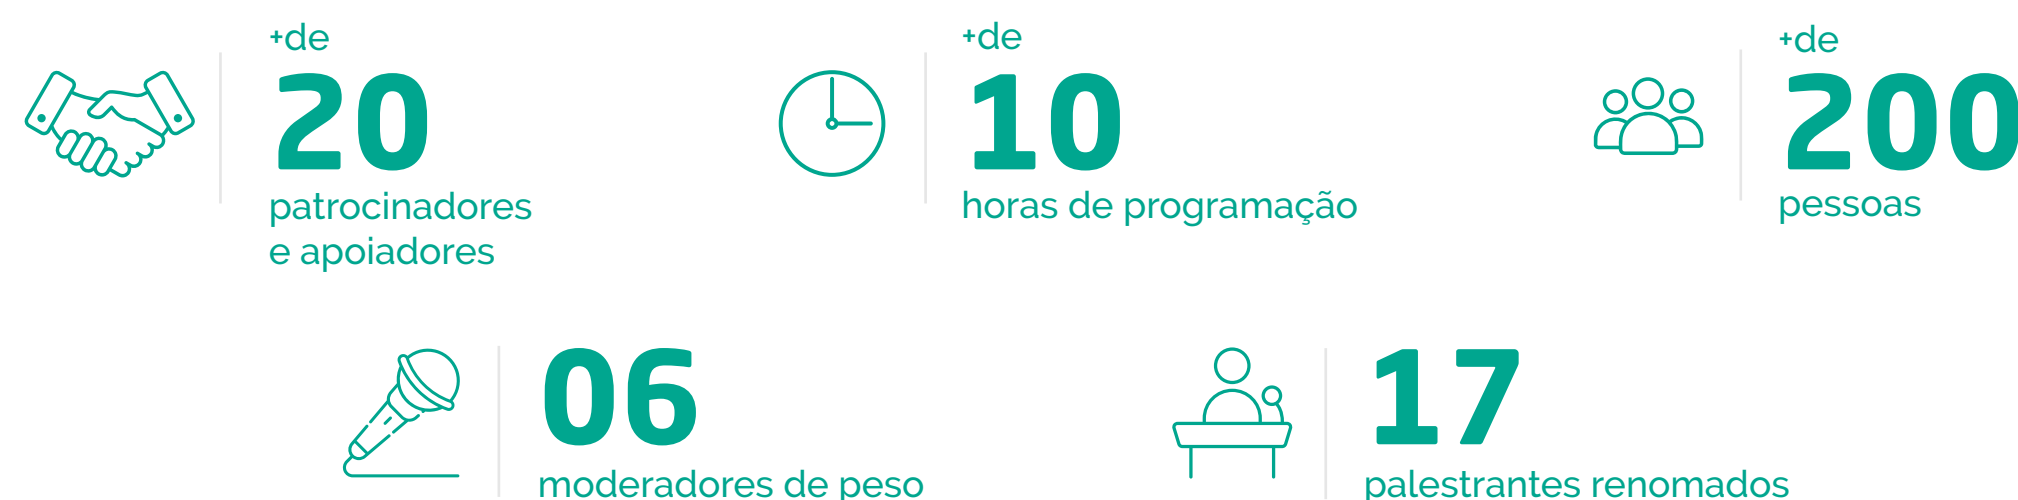 +de
20
patrocinadores
e apoiadores
+de
10
horas de programação
+de
200
pessoas
06
moderadores de peso
17
palestrantes renomados